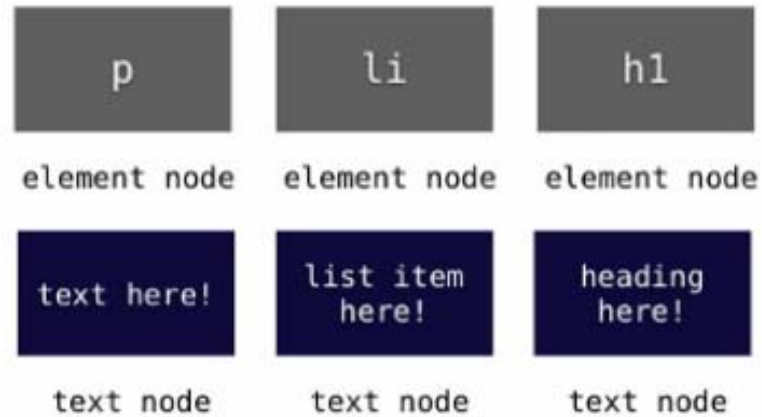 p
li
h1
element node
element node
element node
text here!
list item
here!
heading
here!
text node
text node
text node